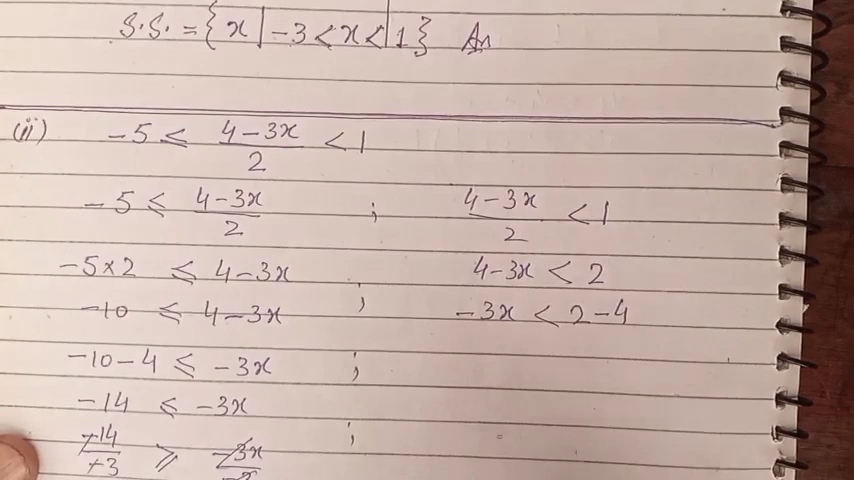 S.S. = {x | -3 < x < 1} An
(ii) -5 ≤ (4-3x)/2 < 1
-5 ≤ (4-3x)/2 ; (4-3x)/2 < 1
-5×2 ≤ 4-3x 4-3x < 2
-10 ≤ 4-3x ; -3x < 2-4
-10-4 ≤ -3x ;
-14 ≤ -3x
-14/-3 ≥ -3x/-3 ;